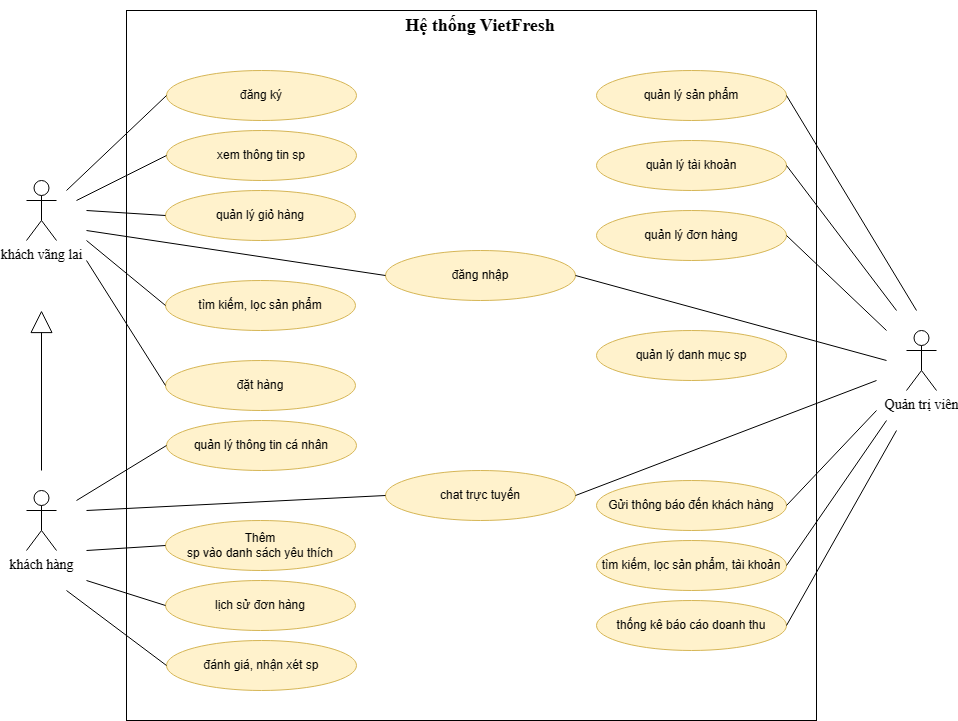 Hệ thống VietFresh
đăng ký
xem thông tin sp
quản lý giỏ hàng
khách vãng lai
đăng nhập
tìm kiếm, lọc sản phẩm
đặt hàng
quản lý thông tin cá nhân
chat trực tuyến
khách hàng
Thêm
sp vào danh sách yêu thích
lịch sử đơn hàng
đánh giá, nhận xét sp
quản lý sản phẩm
quản lý tài khoản
quản lý đơn hàng
quản lý danh mục sp
Quản trị viên
Gửi thông báo đến khách hàng
tìm kiếm, lọc sản phẩm, tài khoản
thống kê báo cáo doanh thu